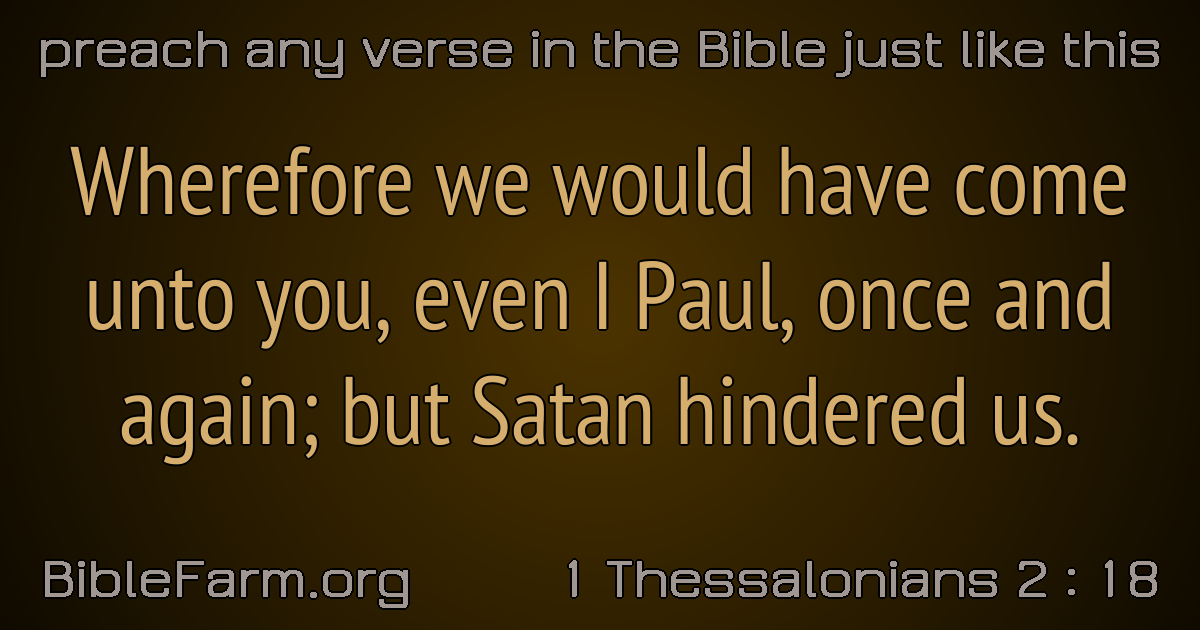 preach any verse in the Bible just like this
Wherefore we would have come
unto you, even I Paul, once and
again; but Satan hindered us.
BibleFarm.org 1 Thessalonians 2 : 18